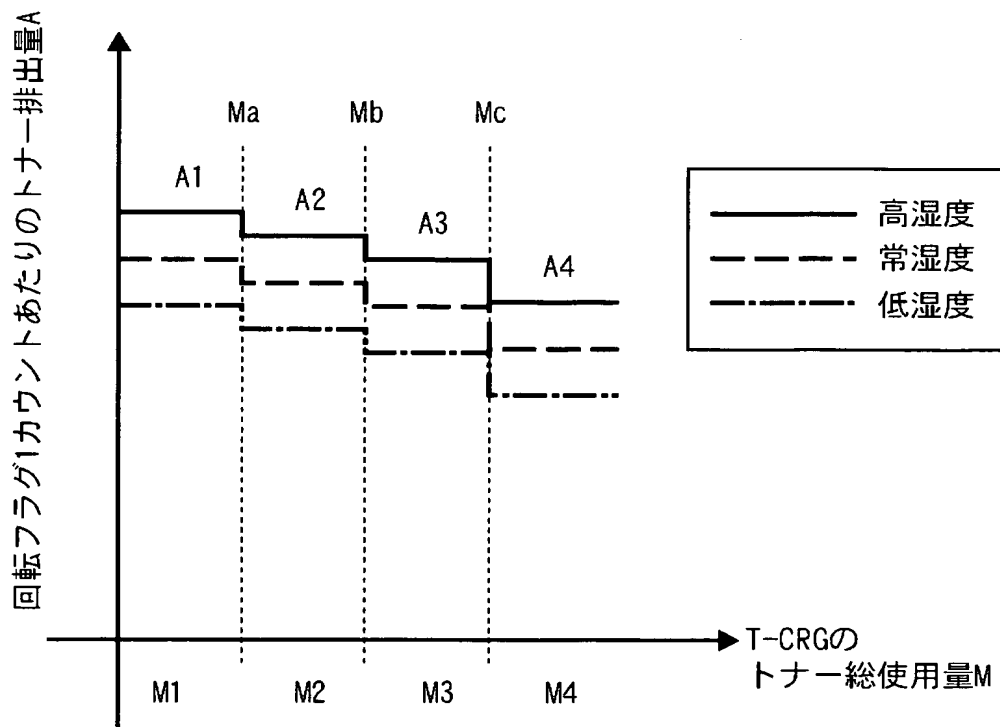 回転フラグ1カウントあたりのトナー排出量A
Ma
Mb
Mc
A1
A2
A3
A4
高湿度
常湿度
低湿度
T-CRGの
トナー総使用量M
M1
M2
M3
M4